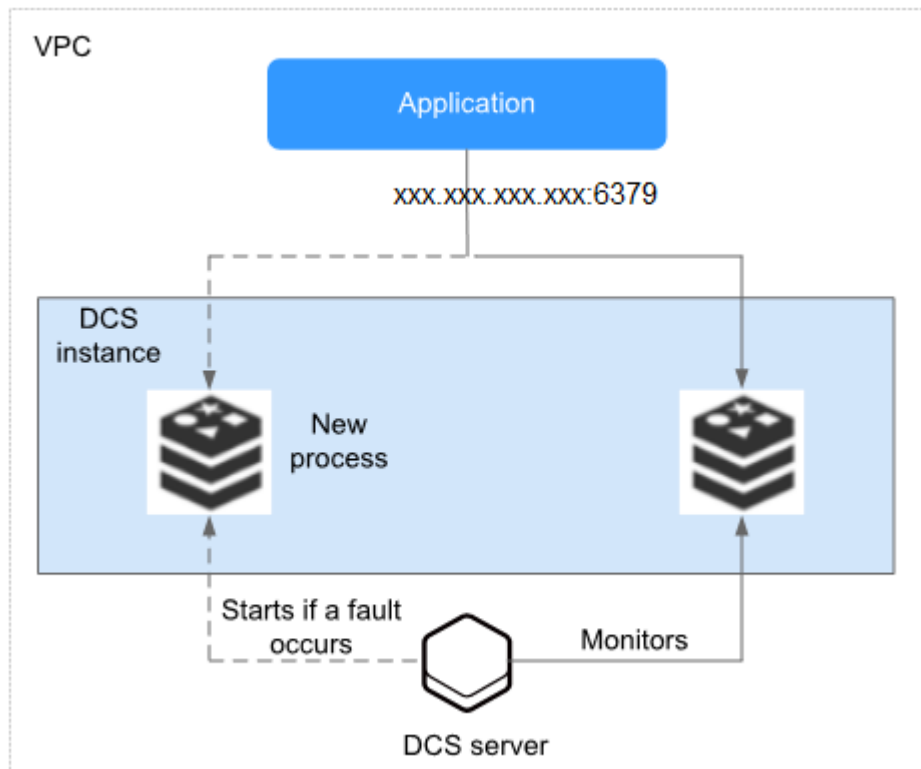 VPC
Application
xxx.xxx.xxx.xxx:6379
DCS
instance
New
process
Starts if a fault
occurs
Monitors
DCS server